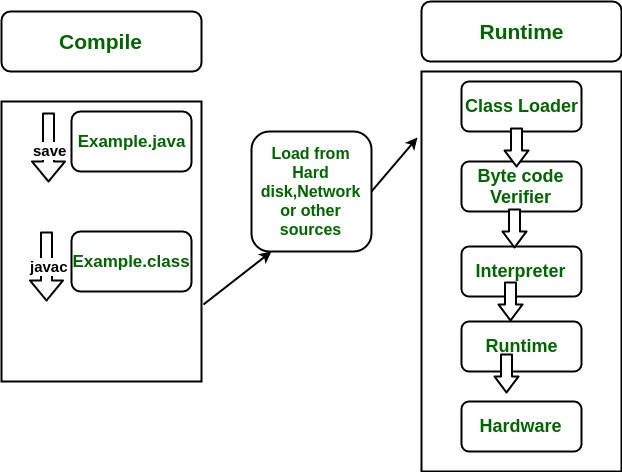 Compile
save
Example.java
javac
Example.class
Load from
Hard
disk,Network
or other
sources
Runtime
Class Loader
Byte code
Verifier
Interpreter
Runtime
Hardware